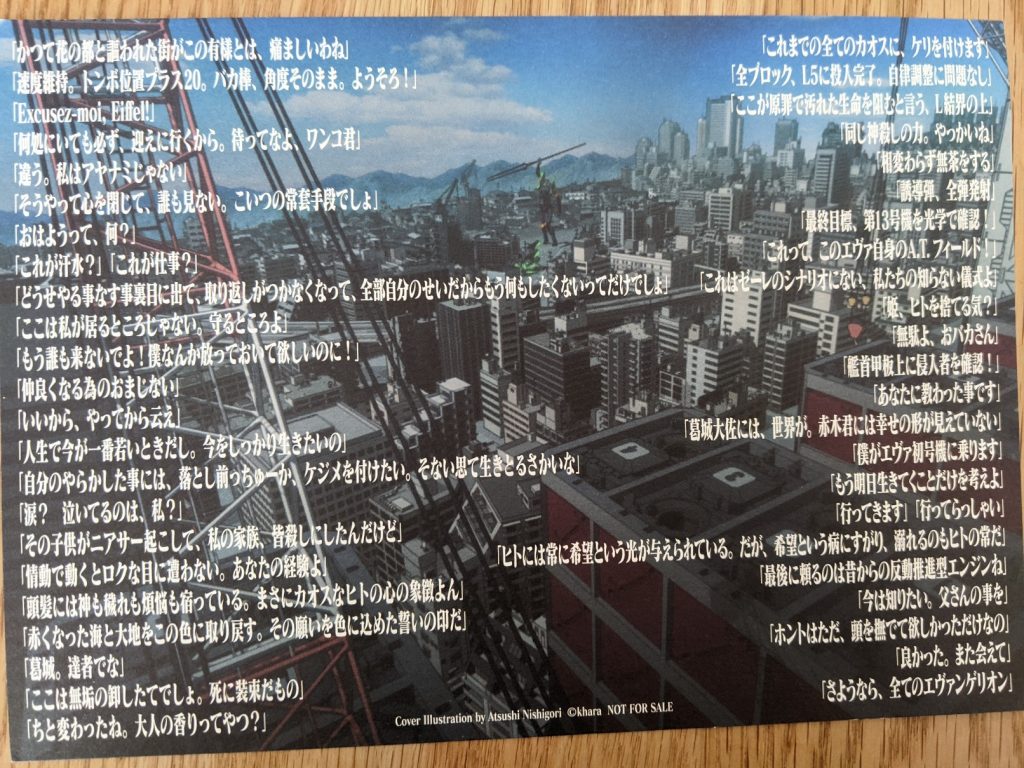 「かつて花の都と謳われた街がこの有様とは、痛ましいわね」
「速度維持。トンボ位置プラス20。バカ棒、角度そのまま。ようそろ！」
「Excusez-moi, Eiffel!」
「何処にいても必ず、迎えに行くから。待ってなよ、ワンコ君」
「違う。私はアヤナミじゃない」
「そうやって心を閉じて、誰も見ない。こいつの常套手段でしょ」
「おはようって、何？」
「これが汗水？」「これが仕事？」
「どうせやる事なす事裏目に出て、取り返しがつかなくなって、全部自分のせいだからもう何もしたくないってだけでしょ」
「ここは私が居るところじゃない。守るところよ」
「もう誰も来ないでよ！僕なんか放っておいて欲しいのに！」
「仲良くなる為のおまじない」
「いいから、やってから云え」
「人生で今が一番若いときだし。今をしっかり生きたいの」
「自分のやらかした事には、落とし前っちゅーか、ケジメを付けたい。そない思て生きとるさかいな」
「涙？　泣いてるのは、私？」
「その子供がニアサー起こして、私の家族、皆殺しにしたんだけど」
「情動で動くとロクな目に遭わない。あなたの経験よ」
「頭髪には神も穢れも煩悩も宿っている。まさにカオスなヒトの心の象徴よん」
「赤くなった海と大地をこの色に取り戻す。その願いを色に込めた誓いの印だ」
「葛城。達者でな」
「ここは無垢の卸したてでしょ。死に装束だもの」
「ちと変わったね。大人の香りってやつ？」
「これまでの全てのカオスに、ケリを付けます」
「全ブロック、L5に投入完了。自律調整に問題なし」
「ここが原罪で汚れた生命を阻むと言う、L結界の上」
「同じ神殺しの力。やっかいね」
「相変わらず無茶をする」
「誘導弾、全弾発射」
「最終目標、第13号機を光学で確認！」
「これって、このエヴァ自身のA.T.フィールド！」
「これはゼーレのシナリオにない、私たちの知らない儀式よ」
「姫、ヒトを捨てる気？」
「無駄よ、おバカさん」
「艦首甲板上に侵入者を確認！」
「あなたに教わった事です」
「葛城大佐には、世界が。赤木君には幸せの形が見えていない」
「僕がエヴァ初号機に乗ります」
「もう明日生きてくことだけを考えよ」
「行ってきます」「行ってらっしゃい」
「ヒトには常に希望という光が与えられている。だが、希望という病にすがり、溺れるのもヒトの常だ」
「最後に頼るのは昔からの反動推進型エンジンね」
「今は知りたい。父さんの事を」
「ホントはただ、頭を撫でて欲しかっただけなの」
「良かった。また会えて」
「さようなら、全てのエヴァンゲリオン」
Cover Illustration by Atsushi Nishigori ©khara NOT FOR SALE